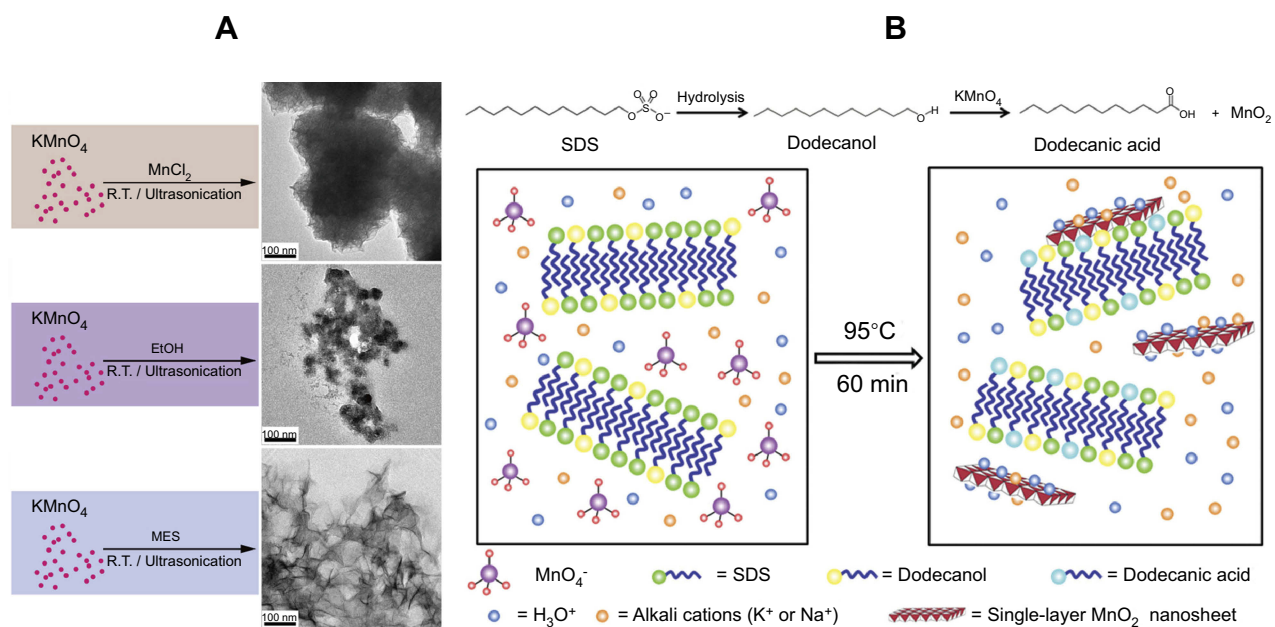 A
KMnO₄
MnCl₂
R.T. / Ultrasonication
100 nm
KMnO₄
EtOH
R.T. / Ultrasonication
100 nm
KMnO₄
MES
R.T. / Ultrasonication
100 nm
B
O O
S
O O⁻
SDS
Hydrolysis
O H
Dodecanol
KMnO₄
O
OH
Dodecanic acid
+ MnO₂
95°C
60 min
MnO₄⁻
= SDS
= Dodecanol
= Dodecanic acid
= H₃O⁺
= Alkali cations (K⁺ or Na⁺)
= Single-layer MnO₂ nanosheet